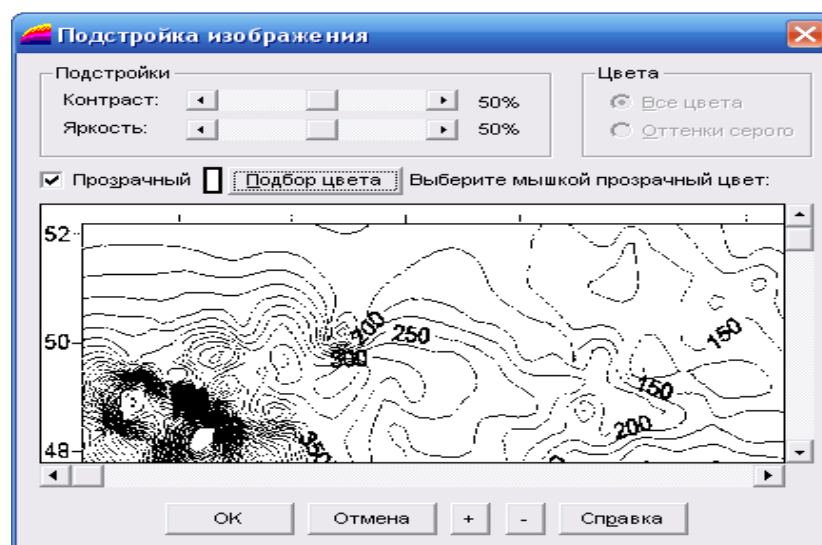 Подстройка изображения
Подстройки
Цвета
Контраст: 50%
Все цвета
Яркость: 50%
Оттенки серого
Прозрачный Подбор цвета Выберите мышкой прозрачный цвет:
52
200 250 150
50
300
150
200
48 350
OK Отмена + - Справка